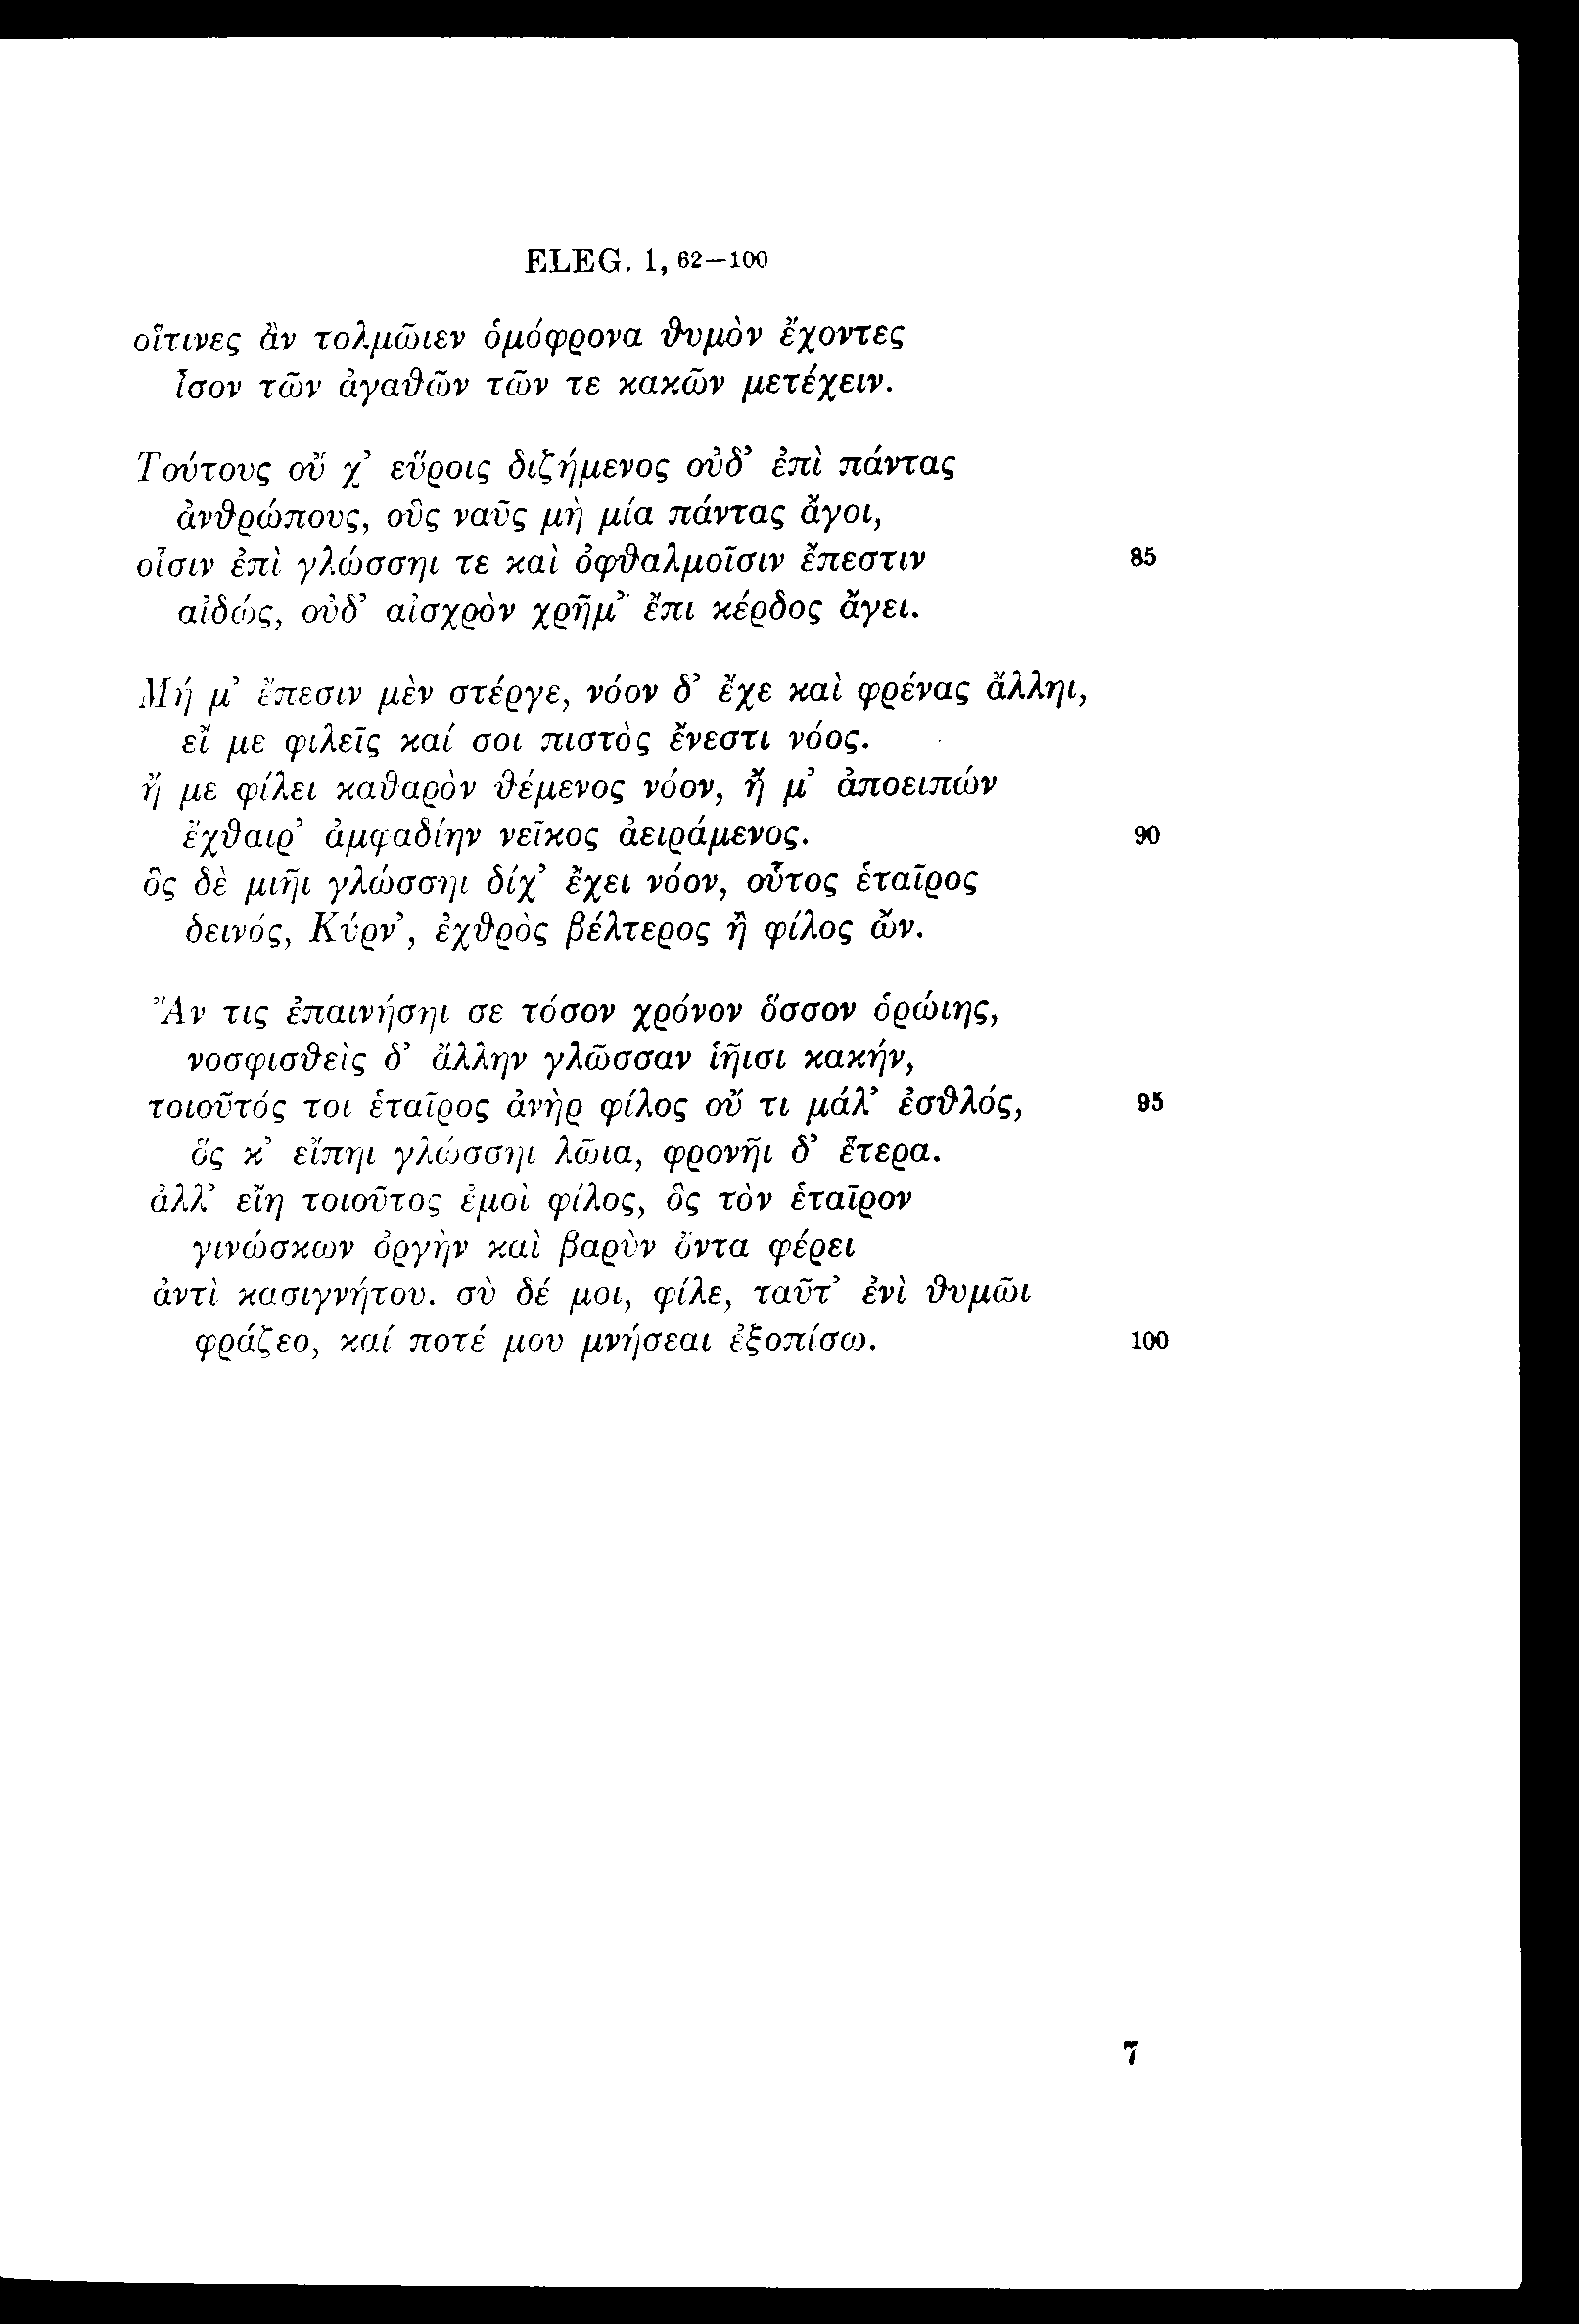 ELEG. 1, 62—100
οἵτινες ἂν τολμῶιεν ὁμόφρονα ϑυμὸν ἔχοντες
ἶσον τῶν ἀγαϑῶν τῶν τε κακῶν μετέχειν.
Τούτους οὔ χ’ εὕροις διζήμενος οὐδ’ ἐπὶ πάντας
ἀνϑρώπους, οὓς ναῦς μὴ μία πάντας ἄγοι,
οἷσιν ἐπὶ γλώσσηι τε καὶ ὀφϑαλμοῖσιν ἔπεστιν 85
αἰδώς, οὐδ’ αἰσχρὸν χρῆμ’ ἔπι κέρδος ἄγει.
Μή μ’ ἔπεσιν μὲν στέργε, νόον δ’ ἔχε καὶ φρένας ἄλληι,
εἴ με φιλεῖς καί σοι πιστὸς ἔνεστι νόος.
ἤ με φίλει καϑαρὸν ϑέμενος νόον, ἤ μ’ ἀποειπών
ἔχϑαιρ’ ἀμφαδίην νεῖκος ἀειράμενος. 90
ὃς δὲ μιῆι γλώσσηι δίχ’ ἔχει νόον, οὗτος ἑταῖρος
δεινός, Κύρν’, ἐχϑρὸς βέλτερος ἢ φίλος ὤν.
Ἄν τις ἐπαινήσηι σε τόσον χρόνον ὅσσον ὁρώιης,
νοσφισϑεὶς δ’ ἄλλην γλῶσσαν ἱῆισι κακήν,
τοιοῦτός τοι ἑταῖρος ἀνὴρ φίλος οὔ τι μάλ’ ἐσϑλός, 95
ὅς κ’ εἴπηι γλώσσηι λῶια, φρονῆι δ’ ἕτερα.
ἀλλ’ εἴη τοιοῦτος ἐμοὶ φίλος, ὃς τὸν ἑταῖρον
γινώσκων ὀργὴν καὶ βαρὺν ὄντα φέρει
ἀντὶ κασιγνήτου. σὺ δέ μοι, φίλε, ταῦτ’ ἐνὶ ϑυμῶι
φράζεο, καί ποτέ μου μνήσεαι ἐξοπίσω. 100
7